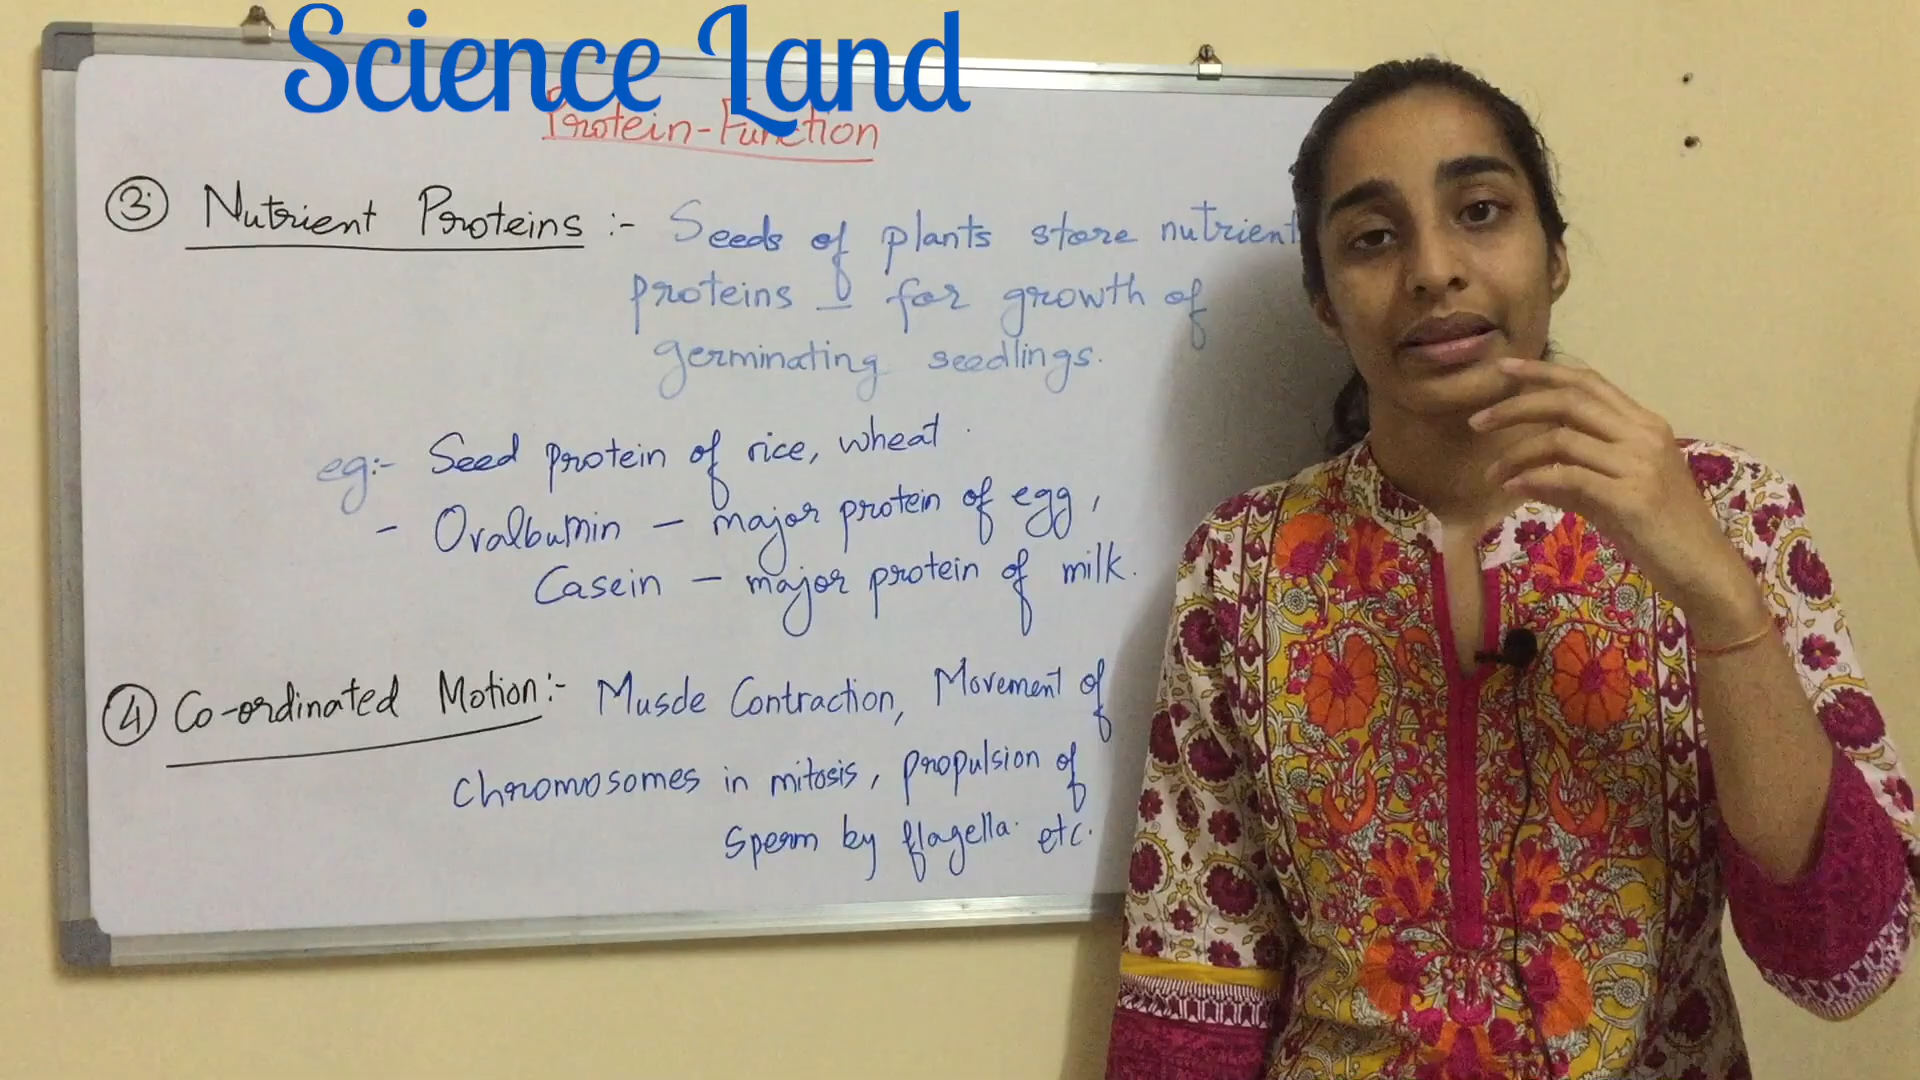 Science Land
Protein-Function
③ Nutrient Proteins :- Seeds of plants store nutrient
proteins – for growth of
germinating seedlings.
eg:- Seed protein of rice, wheat.
- Ovalbumin – major protein of egg,
Casein – major protein of milk.
④ Co-ordinated Motion:- Muscle Contraction, Movement of
chromosomes in mitosis, propulsion of
sperm by flagella. etc.